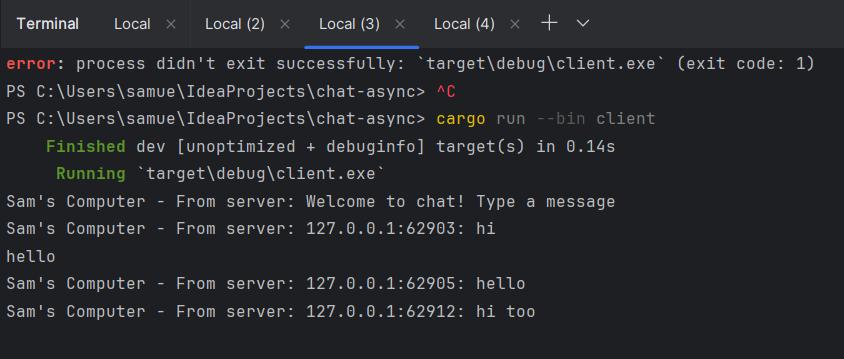 Terminal Local × Local (2) × Local (3) × Local (4) × +
error: process didn't exit successfully: `target\debug\client.exe` (exit code: 1)
PS C:\Users\samue\IdeaProjects\chat-async> ^C
PS C:\Users\samue\IdeaProjects\chat-async> cargo run --bin client
    Finished dev [unoptimized + debuginfo] target(s) in 0.14s
     Running `target\debug\client.exe`
Sam's Computer - From server: Welcome to chat! Type a message
Sam's Computer - From server: 127.0.0.1:62903: hi
hello
Sam's Computer - From server: 127.0.0.1:62905: hello
Sam's Computer - From server: 127.0.0.1:62912: hi too